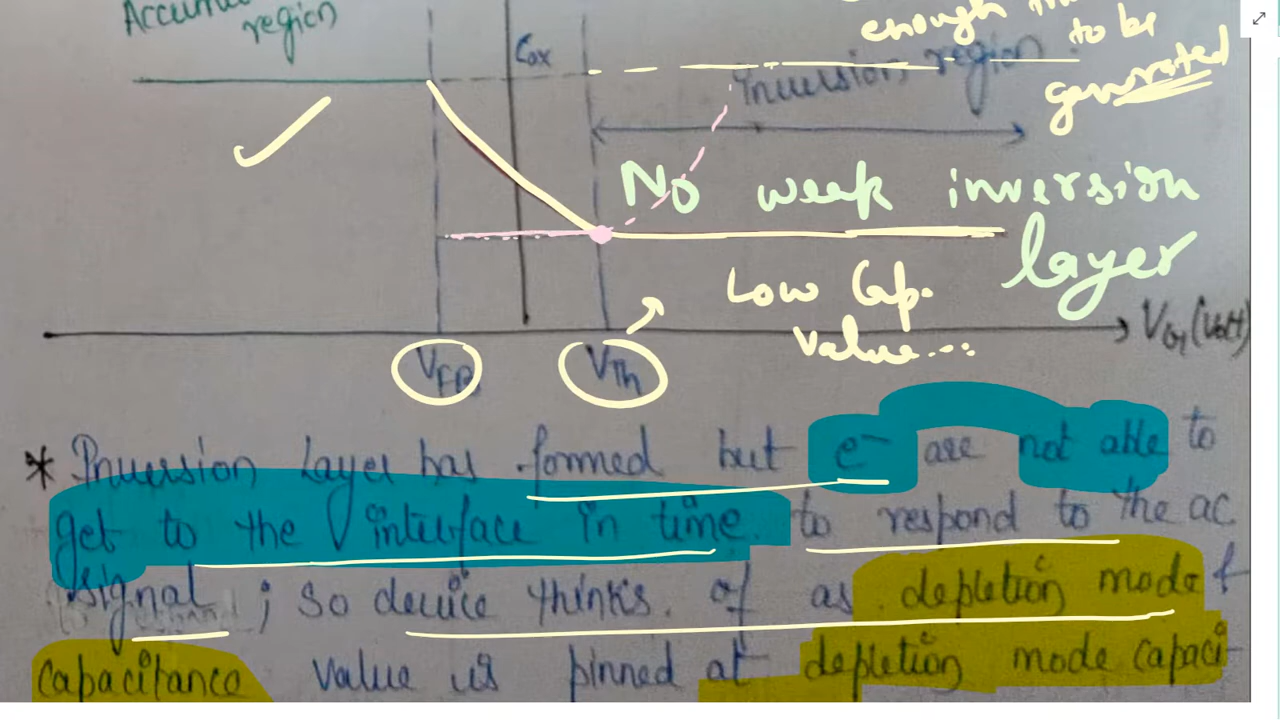 region
enough
to be
Cox
Inversion region
generated
No week inversion
layer
Low Cap.
value...
VG1 (Volt)
VFB
VTh
* Inversion Layer has formed but e- are not able to
get to the interface in time. to respond to the ac
signal ; so device thinks. of as depletion mode &
capacitance value is pinned at depletion mode capaci-